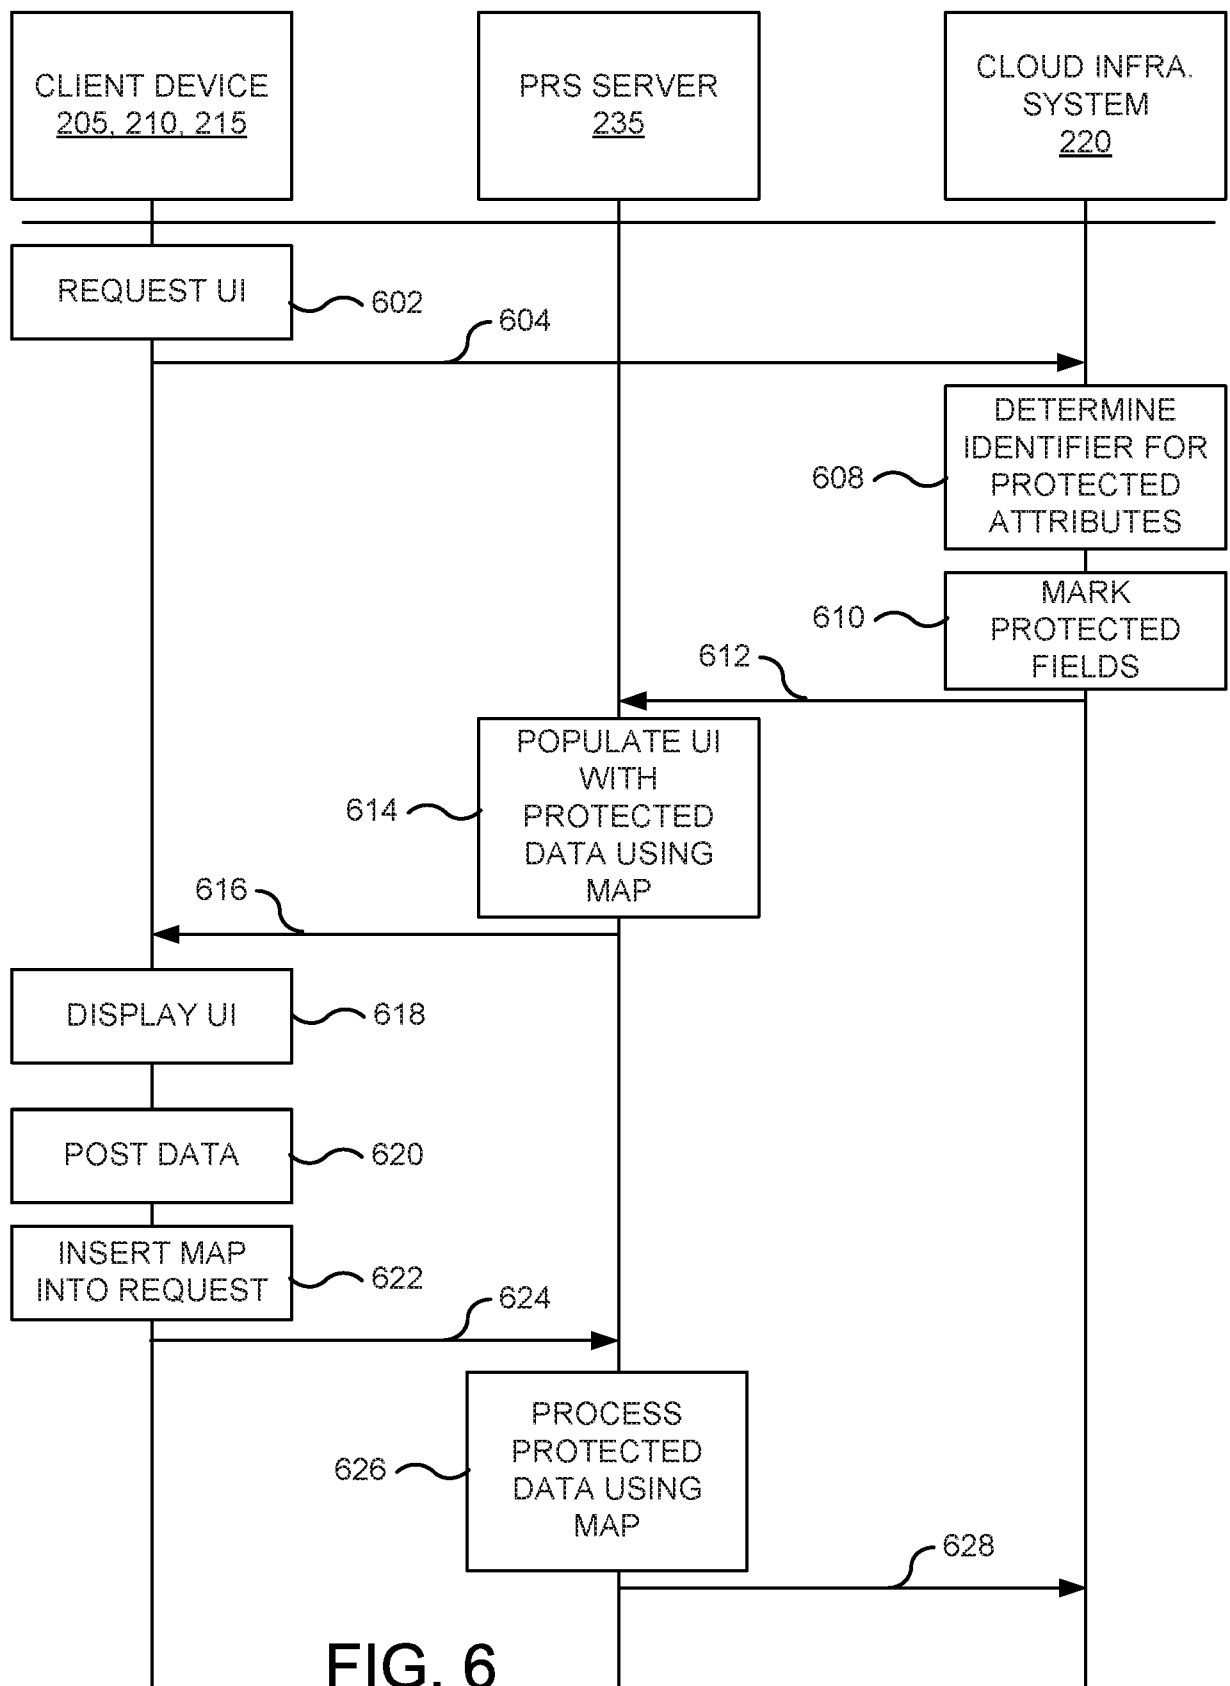 CLIENT DEVICE
205, 210, 215
PRS SERVER
235
CLOUD INFRA.
SYSTEM
220
REQUEST UI
602
604
DETERMINE
IDENTIFIER FOR
PROTECTED
ATTRIBUTES
608
MARK
PROTECTED
FIELDS
610
612
POPULATE UI
WITH
PROTECTED
DATA USING
MAP
614
616
DISPLAY UI
618
POST DATA
620
INSERT MAP
INTO REQUEST
622
624
PROCESS
PROTECTED
DATA USING
MAP
626
628
FIG. 6